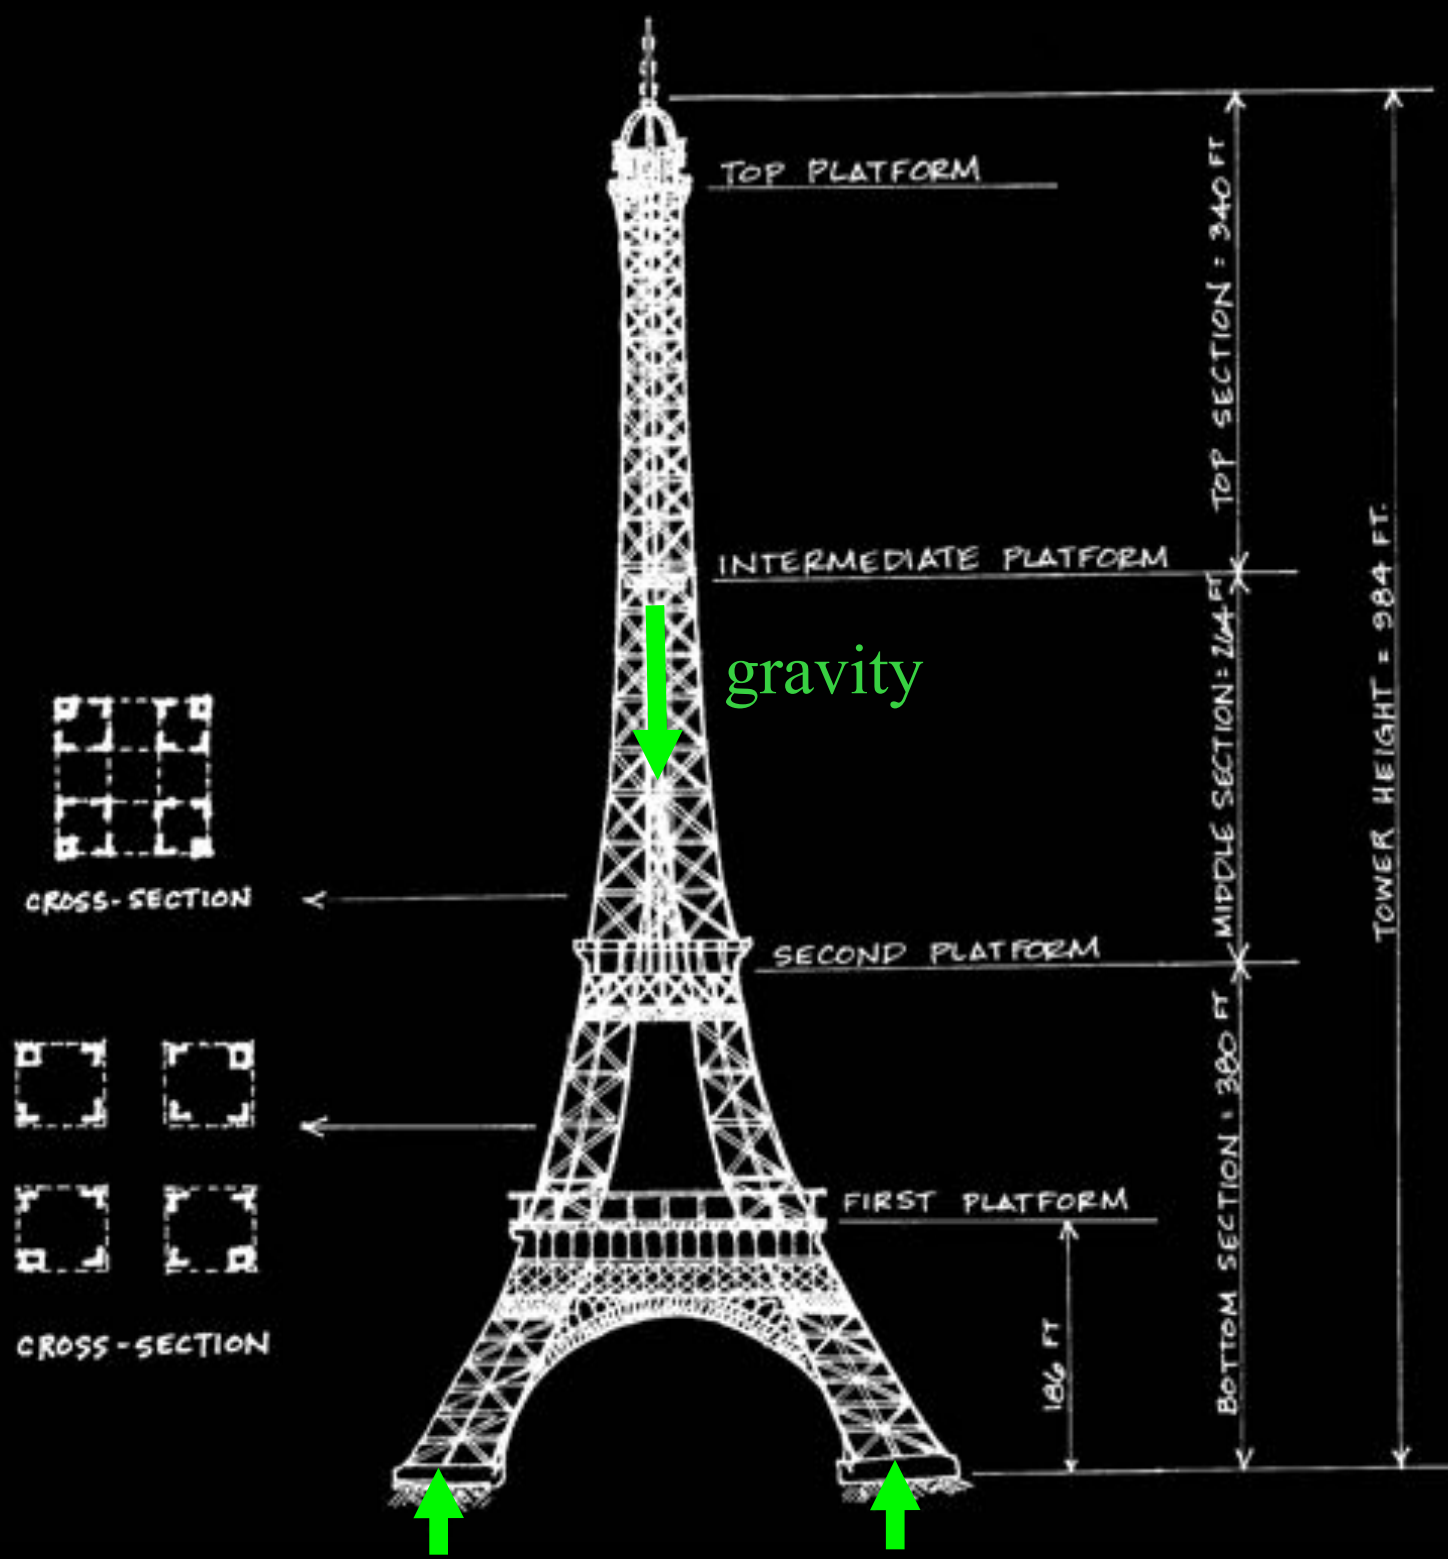 TOP PLATFORM
TOP SECTION = 340 FT
INTERMEDIATE PLATFORM
gravity
MIDDLE SECTION = 264 FT
TOWER HEIGHT = 984 FT.
CROSS-SECTION
SECOND PLATFORM
BOTTOM SECTION = 380 FT
FIRST PLATFORM
186 FT
CROSS-SECTION